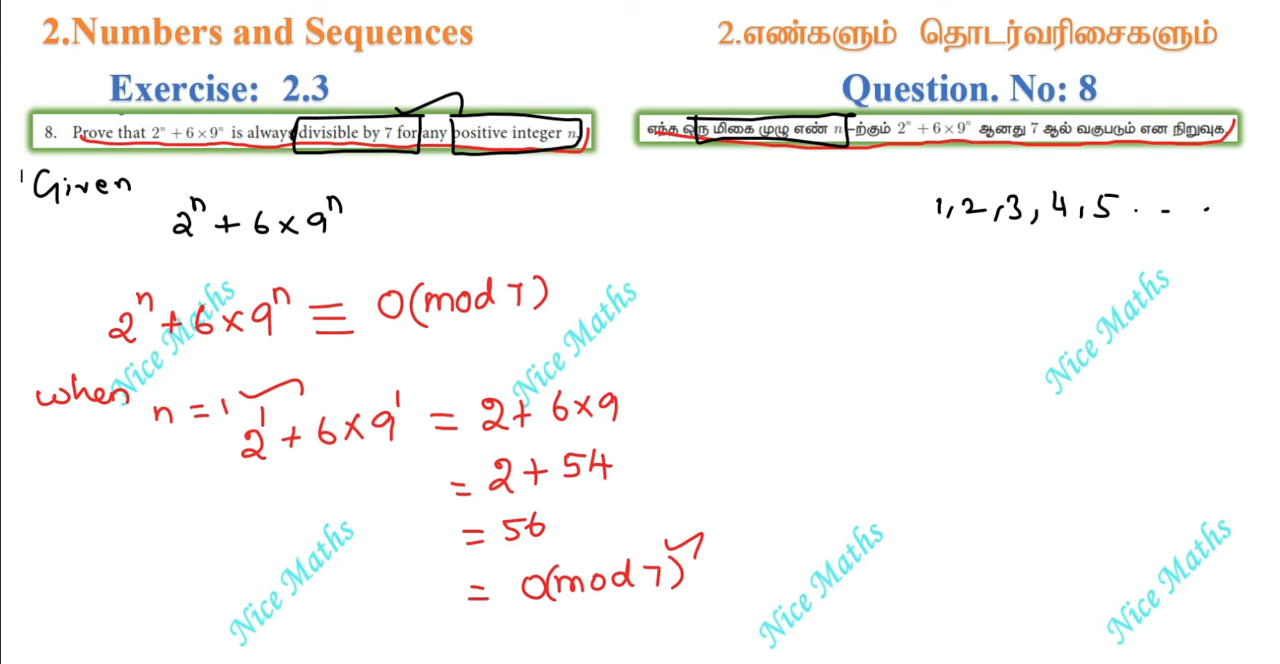 2.Numbers and Sequences
2.எண்களும் தொடர்வரிசைகளும்
Exercise: 2.3
Question. No: 8
8. Prove that 2ⁿ + 6 × 9ⁿ is always divisible by 7 for any positive integer n.
எந்த ஒரு மிகை முழு எண் n -ற்கும் 2ⁿ + 6 × 9ⁿ ஆனது 7 ஆல் வகுபடும் என நிறுவுக.
Given
2ⁿ + 6 × 9ⁿ
1, 2, 3, 4, 5 . - .
2ⁿ + 6 × 9ⁿ ≡ 0(mod 7)
Nice Maths
Nice Maths
Nice Maths
when n = 1
2¹ + 6 × 9¹ = 2 + 6 × 9
= 2 + 54
= 56
= 0(mod 7)
Nice Maths
Nice Maths
Nice Maths